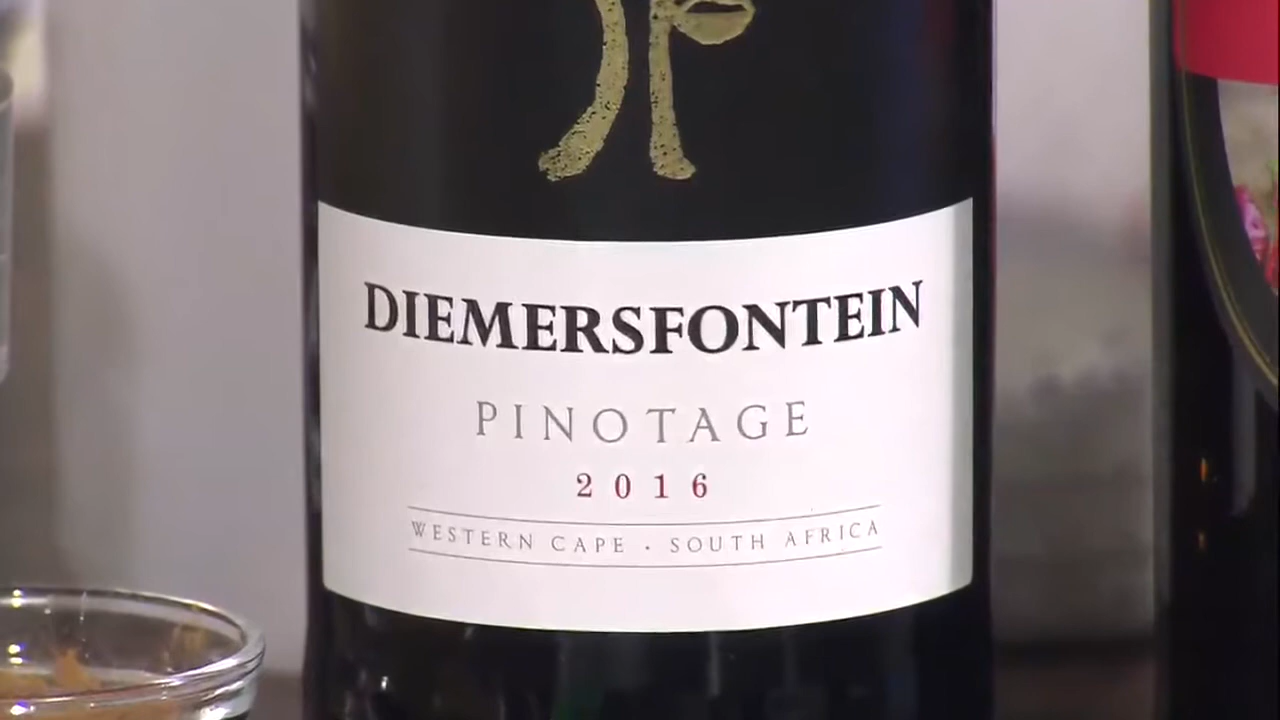 DIEMERSFONTEIN
PINOTAGE
2016
WESTERN CAPE · SOUTH AFRICA